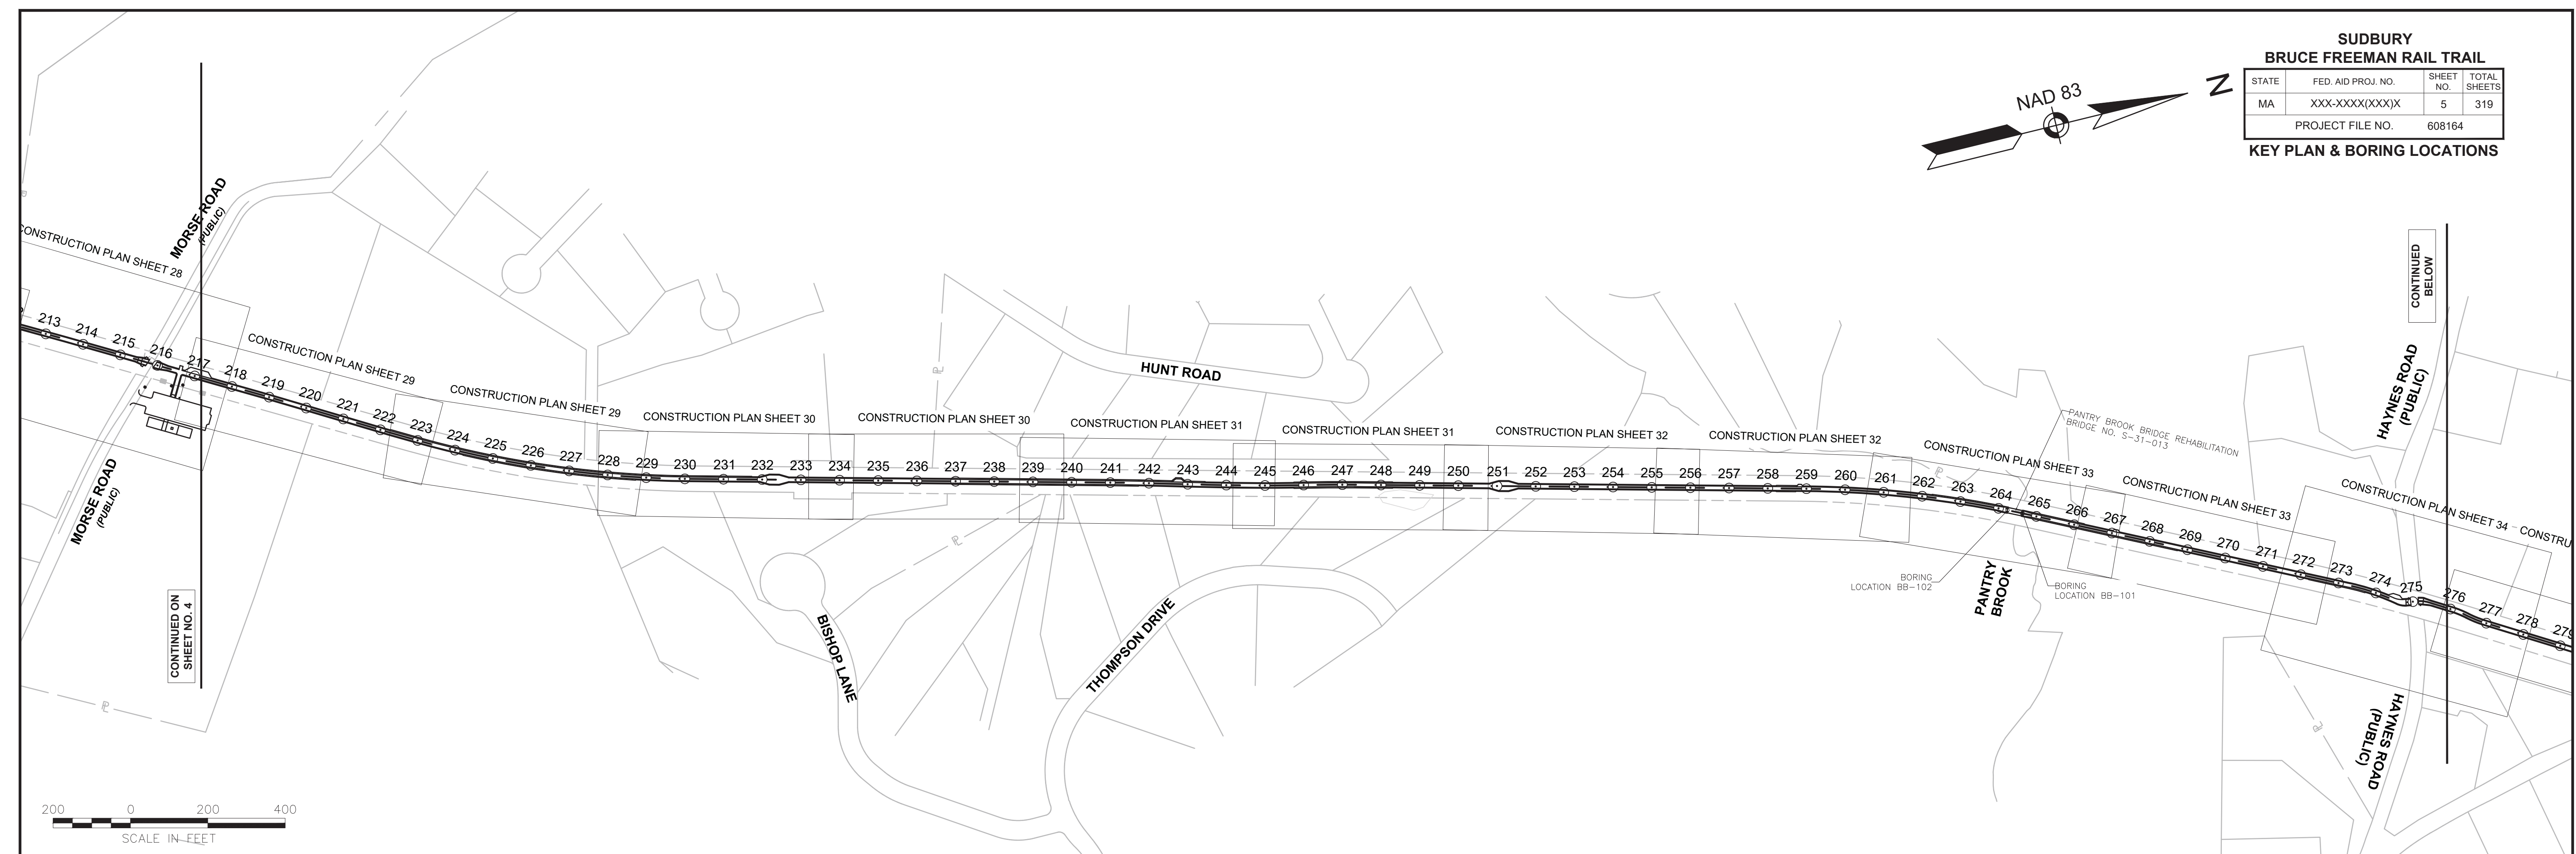 SUDBURY
BRUCE FREEMAN RAIL TRAIL
STATE FED. AID PROJ. NO. SHEET NO. TOTAL SHEETS
MA XXX-XXXX(XXX)X 5 319
PROJECT FILE NO. 608164
KEY PLAN & BORING LOCATIONS
NAD 83
N
MORSE ROAD
(PUBLIC)
CONSTRUCTION PLAN SHEET 28
CONSTRUCTION PLAN SHEET 29
CONSTRUCTION PLAN SHEET 29
CONSTRUCTION PLAN SHEET 30
CONSTRUCTION PLAN SHEET 30
CONSTRUCTION PLAN SHEET 31
CONSTRUCTION PLAN SHEET 31
CONSTRUCTION PLAN SHEET 32
CONSTRUCTION PLAN SHEET 32
CONSTRUCTION PLAN SHEET 33
CONSTRUCTION PLAN SHEET 33
CONSTRUCTION PLAN SHEET 34
CONSTRU
HUNT ROAD
CONTINUED
BELOW
HAYNES ROAD
(PUBLIC)
PANTRY BROOK BRIDGE REHABILITATION
BRIDGE NO. S-31-013
213 214 215 216 217 218 219 220 221 222 223 224 225 226 227 228 229 230 231 232 233 234 235 236 237 238 239 240 241 242 243 244 245 246 247 248 249 250 251 252 253 254 255 256 257 258 259 260 261 262 263 264 265 266 267 268 269 270 271 272 273 274 275 276 277 278 279
MORSE ROAD
(PUBLIC)
CONTINUED ON
SHEET NO. 4
BISHOP LANE
THOMPSON DRIVE
BORING
LOCATION BB-102
PANTRY
BROOK
BORING
LOCATION BB-101
HAYNES ROAD
(PUBLIC)
PL
PL
PL
PL
PL
200 0 200 400
SCALE IN FEET